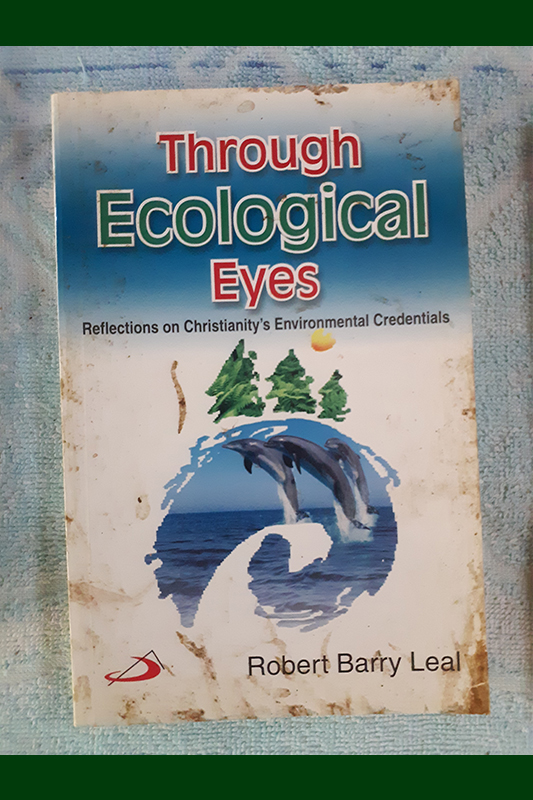 Through
Ecological
Eyes
Reflections on Christianity's Environmental Credentials
Robert Barry Leal